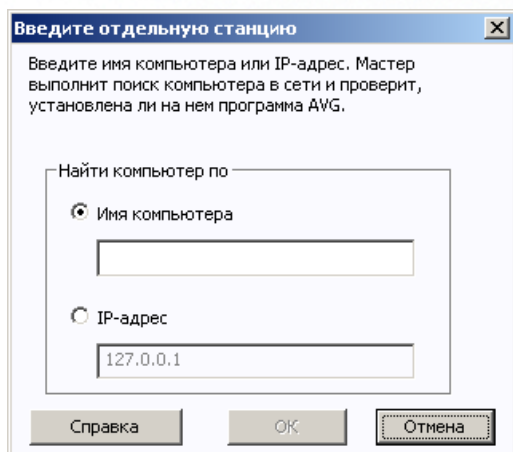 Введите отдельную станцию
Введите имя компьютера или IP-адрес. Мастер
выполнит поиск компьютера в сети и проверит,
установлена ли на нем программа AVG.
Найти компьютер по
Имя компьютера
IP-адрес
127.0.0.1
Справка ОК Отмена